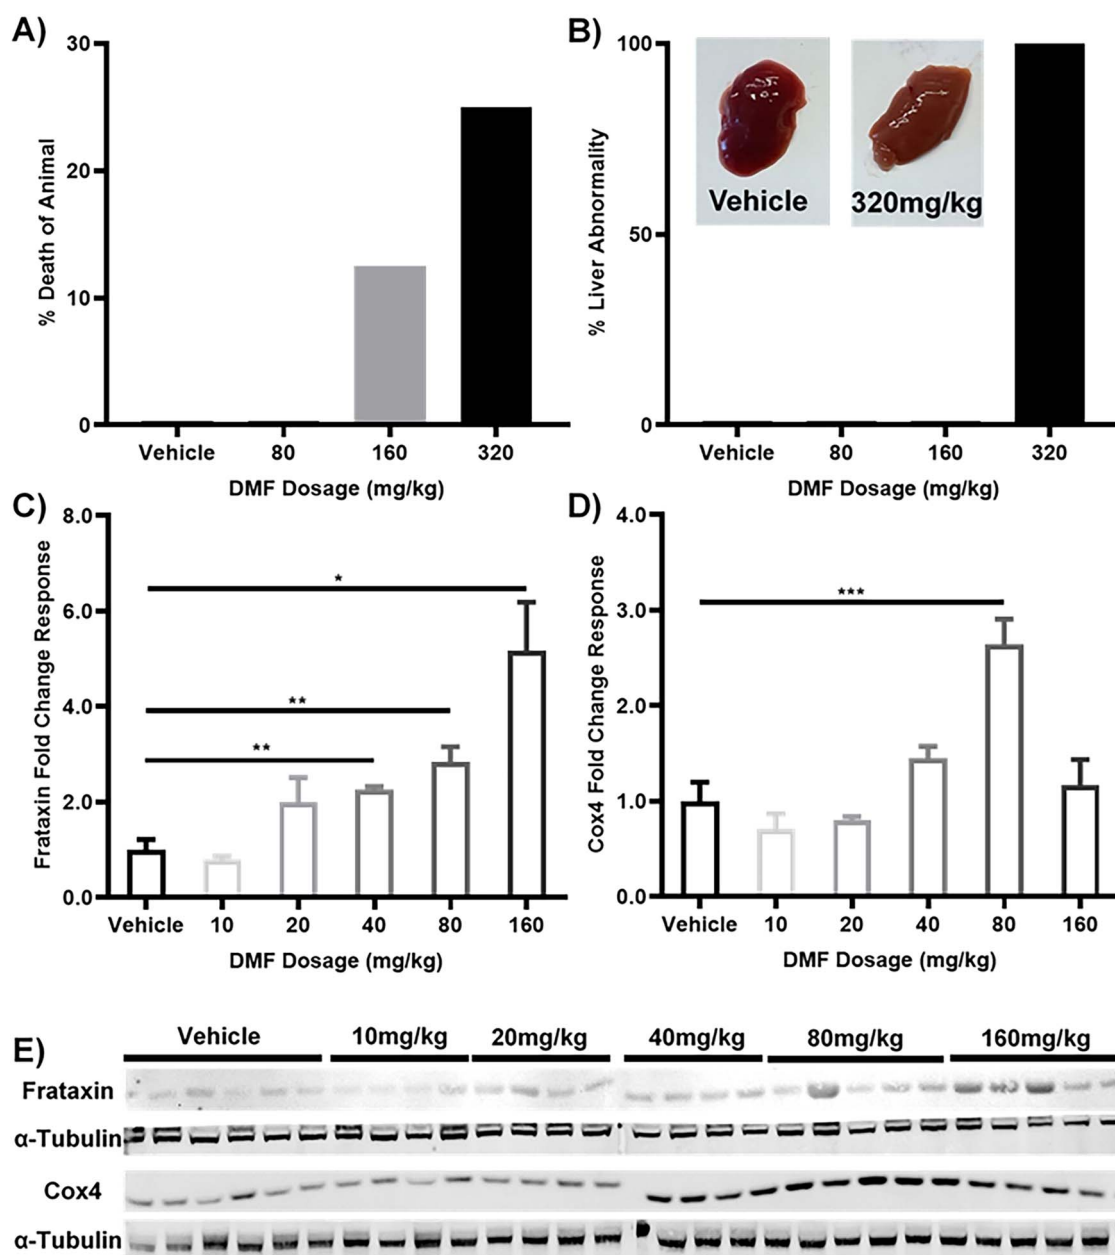 A)
30
20
10
0
% Death of Animal
Vehicle 80 160 320
DMF Dosage (mg/kg)
B)
100
50
0
% Liver Abnormality
Vehicle 320mg/kg
Vehicle 80 160 320
DMF Dosage (mg/kg)
C)
8.0
6.0
4.0
2.0
0.0
Frataxin Fold Change Response
*
**
**
Vehicle 10 20 40 80 160
DMF Dosage (mg/kg)
D)
4.0
3.0
2.0
1.0
0.0
Cox4 Fold Change Response
***
Vehicle 10 20 40 80 160
DMF Dosage (mg/kg)
E)
Vehicle 10mg/kg 20mg/kg 40mg/kg 80mg/kg 160mg/kg
Frataxin
α-Tubulin
Cox4
α-Tubulin